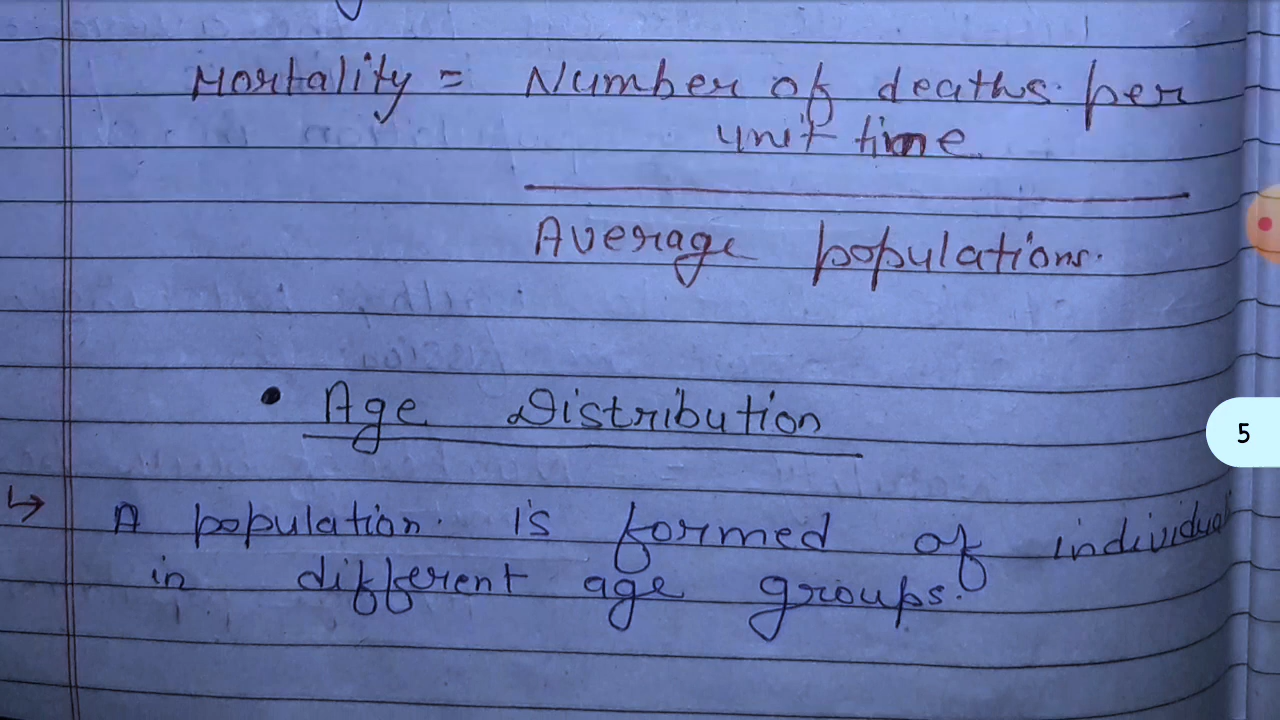 Mortality = Number of deaths per
unit time
Average populations.
• Age Distribution
↳ A population is formed of individual
in different age groups.
5